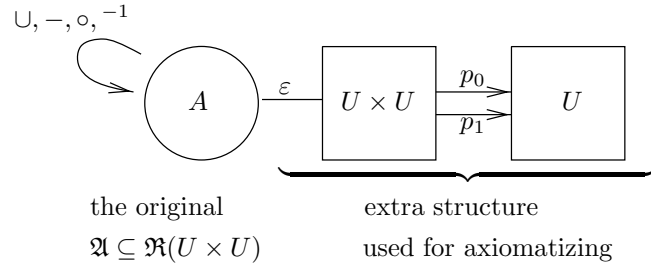 ∪, −, ∘, ⁻¹
A ε U × U p₀ U
p₁
the original extra structure
𝔄 ⊆ ℜ(U × U) used for axiomatizing